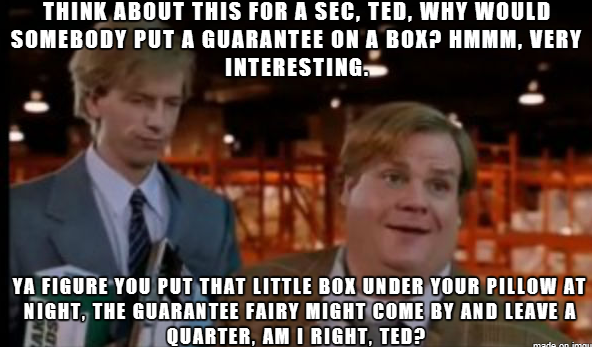 THINK ABOUT THIS FOR A SEC, TED, WHY WOULD
SOMEBODY PUT A GUARANTEE ON A BOX? HMMM, VERY
INTERESTING.
YA FIGURE YOU PUT THAT LITTLE BOX UNDER YOUR PILLOW AT
NIGHT, THE GUARANTEE FAIRY MIGHT COME BY AND LEAVE A
QUARTER, AM I RIGHT, TED?
made on imgu